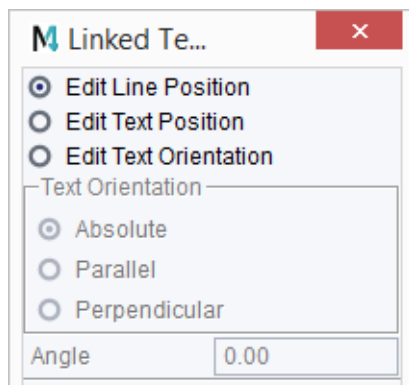 Linked Te...
Edit Line Position
Edit Text Position
Edit Text Orientation
Text Orientation
Absolute
Parallel
Perpendicular
Angle 0.00